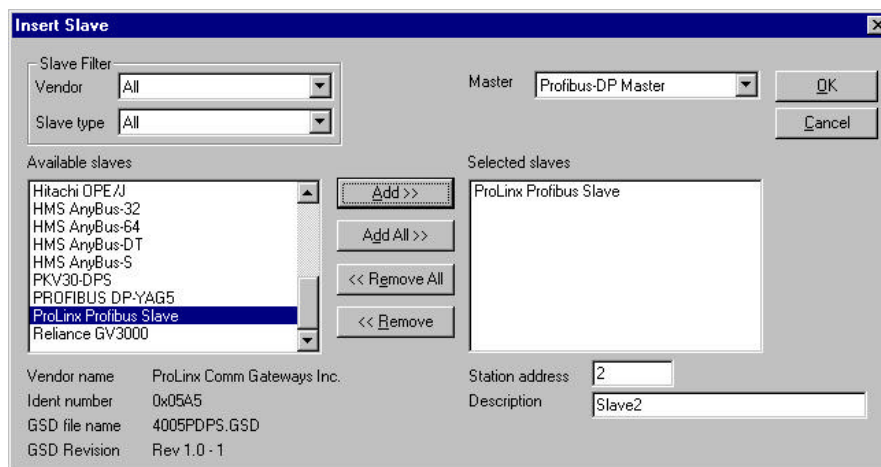 Insert Slave
Slave Filter
Vendor All
Slave type All
Master Profibus-DP Master
OK
Cancel
Available slaves
Hitachi OPE/J
HMS AnyBus-32
HMS AnyBus-64
HMS AnyBus-DT
HMS AnyBus-S
PKV30-DPS
PROFIBUS DP-YAG5
ProLinx Profibus Slave
Reliance GV3000
Add >>
Add All >>
<< Remove All
<< Remove
Selected slaves
ProLinx Profibus Slave
Vendor name ProLinx Comm Gateways Inc.
Ident number 0x05A5
GSD file name 4005PDPS.GSD
GSD Revision Rev 1.0 - 1
Station address 2
Description Slave2